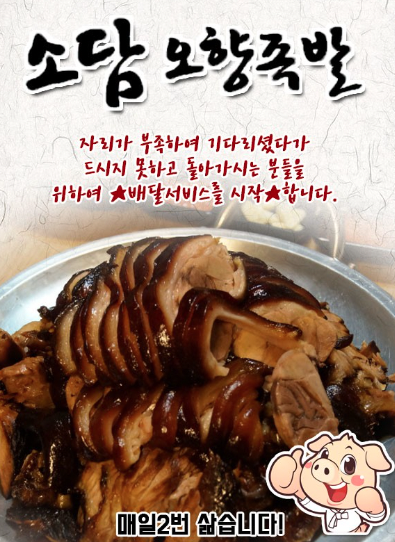 소담 오향족발
자리가 부족하여 기다리셨다가
드시지 못하고 돌아가시는 분들을
위하여 ★배달서비스를 시작★합니다.
매일2번 삶습니다!